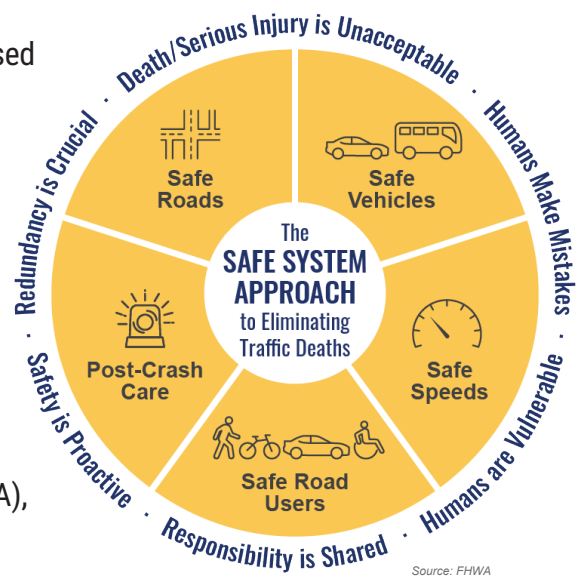 sed
Death/Serious Injury is Unacceptable
·
Humans Make Mistakes
·
Humans are Vulnerable
·
Responsibility is Shared
·
Safety is Proactive
·
Redundancy is Crucial
·
Safe
Roads
Safe
Vehicles
The
SAFE SYSTEM
APPROACH
to Eliminating
Traffic Deaths
Post-Crash
Care
Safe
Speeds
Safe Road
Users
A),
Source: FHWA